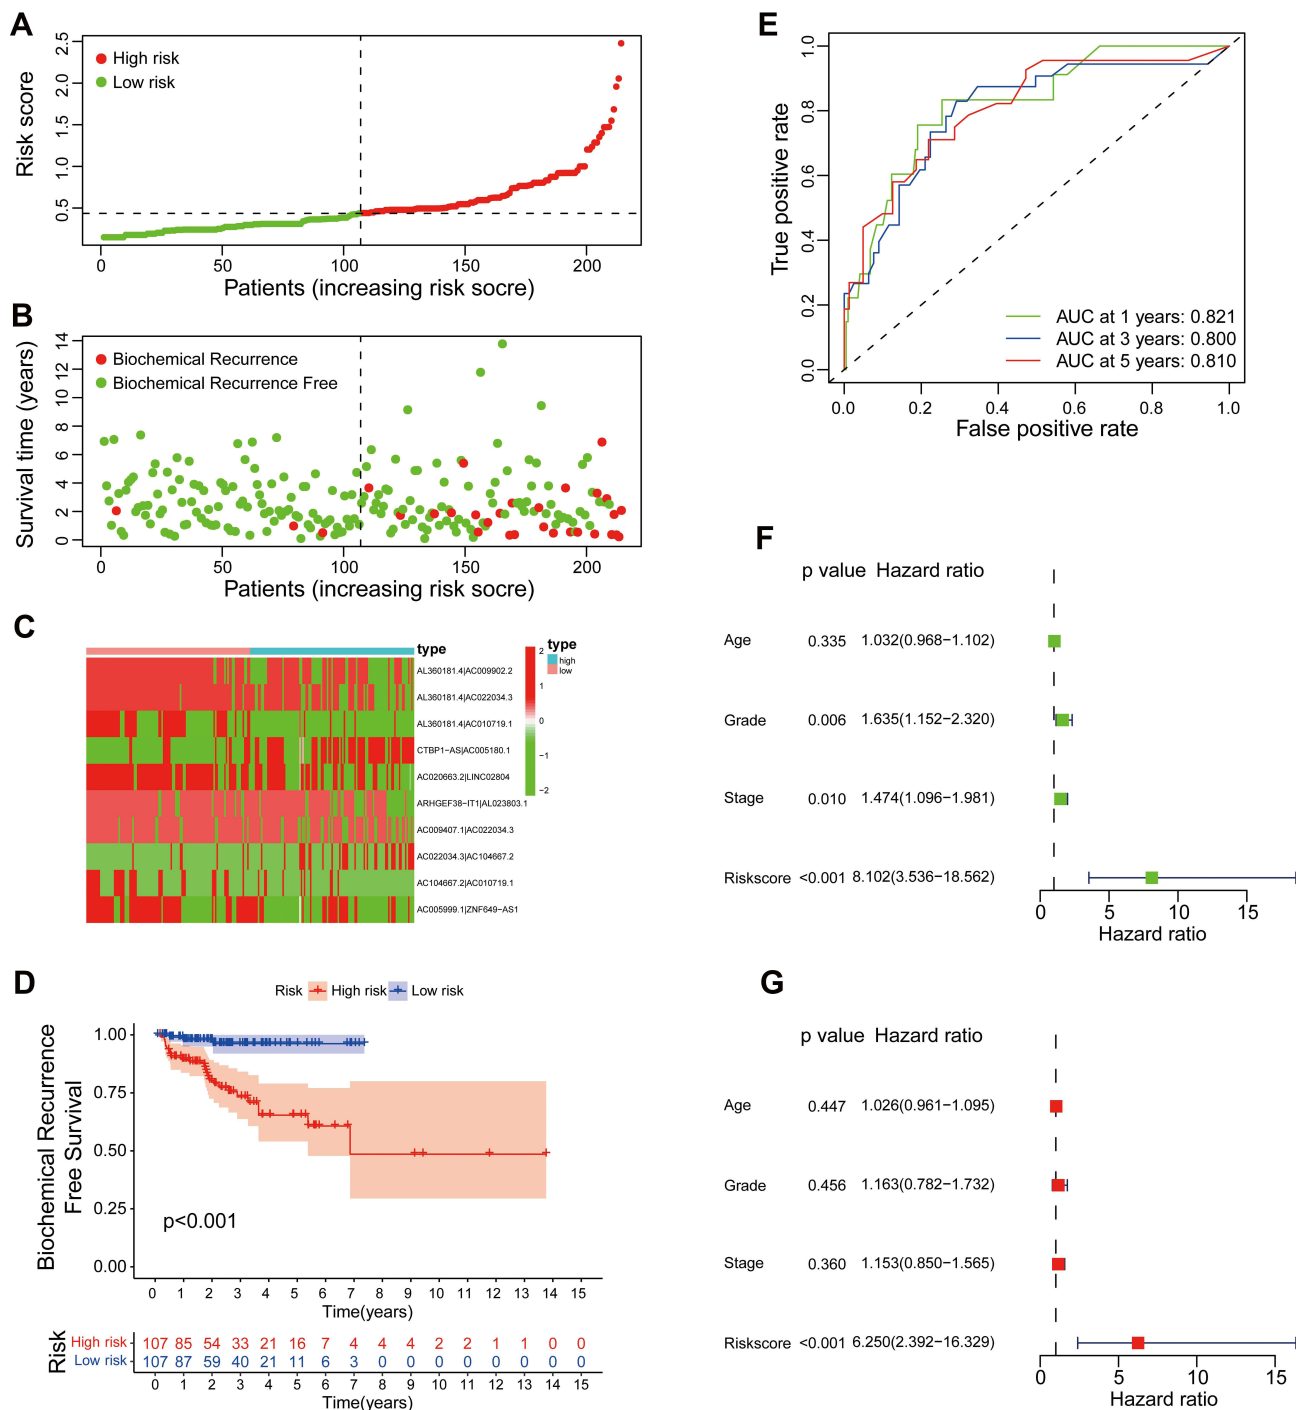 A
2.5
2.0
1.5
1.0
0.5
Risk score
High risk
Low risk
0 50 100 150 200
Patients (increasing risk socre)
B
14
12
10
8
6
4
2
0
Survival time (years)
Biochemical Recurrence
Biochemical Recurrence Free
0 50 100 150 200
Patients (increasing risk socre)
C
type
AL360181.4|AC009902.2
AL360181.4|AC022034.3
AL360181.4|AC010719.1
CTBP1−AS|AC005180.1
AC020663.2|LINC02804
ARHGEF38−IT1|AL023803.1
AC009407.1|AC022034.3
AC022034.3|AC104667.2
AC104667.2|AC010719.1
AC005999.1|ZNF649−AS1
2
1
0
−1
−2
type
high
low
D
Risk High risk Low risk
1.00
0.75
0.50
0.25
0.00
Biochemical Recurrence
Free Survival
p<0.001
0 1 2 3 4 5 6 7 8 9 10 11 12 13 14 15
Time(years)
Risk
High risk 107 85 54 33 21 16 7 4 4 4 2 2 1 1 0 0
Low risk 107 87 59 40 21 11 6 3 0 0 0 0 0 0 0 0
0 1 2 3 4 5 6 7 8 9 10 11 12 13 14 15
Time(years)
E
1.0
0.8
0.6
0.4
0.2
0.0
True positive rate
AUC at 1 years: 0.821
AUC at 3 years: 0.800
AUC at 5 years: 0.810
0.0 0.2 0.4 0.6 0.8 1.0
False positive rate
F
p value Hazard ratio
Age 0.335 1.032(0.968−1.102)
Grade 0.006 1.635(1.152−2.320)
Stage 0.010 1.474(1.096−1.981)
Riskscore <0.001 8.102(3.536−18.562)
0 5 10 15
Hazard ratio
G
p value Hazard ratio
Age 0.447 1.026(0.961−1.095)
Grade 0.456 1.163(0.782−1.732)
Stage 0.360 1.153(0.850−1.565)
Riskscore <0.001 6.250(2.392−16.329)
0 5 10 15
Hazard ratio